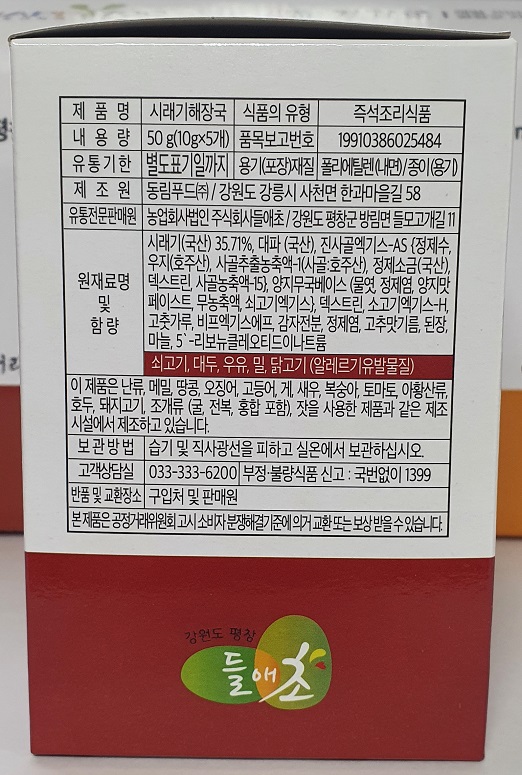 제품명 시래기해장국 식품의 유형 즉석조리식품
내용량 50 g(10g×5개) 품목보고번호 19910386025484
유통기한 별도표기일까지 용기(포장)재질 폴리에틸렌(내면)/종이(용기)
제조원 동림푸드㈜ / 강원도 강릉시 사천면 한과마을길 58
유통전문판매원 농업회사법인 주식회사들애초 / 강원도 평창군 방림면 들모고개길 11
원재료명 및 함량
시래기(국산) 35.71%, 대파 (국산), 진사골엑기스-AS {정제수,
우지(호주산), 사골추출농축액-1(사골:호주산), 정제소금(국산),
덱스트린, 사골농축액-15}, 양지무국베이스 {물엿, 정제염, 양지맛
페이스트, 무농축액, 쇠고기엑기스}, 덱스트린, 소고기엑기스-H,
고춧가루, 비프엑기스에프, 감자전분, 정제염, 고추맛기름, 된장,
마늘, 5`-리보뉴클레오티드이나트륨
쇠고기, 대두, 우유, 밀, 닭고기 (알레르기유발물질)
이 제품은 난류, 메밀, 땅콩, 오징어, 고등어, 게, 새우, 복숭아, 토마토, 아황산류,
호두, 돼지고기, 조개류 (굴, 전복, 홍합 포함), 잣을 사용한 제품과 같은 제조
시설에서 제조하고 있습니다.
보관방법 습기 및 직사광선을 피하고 실온에서 보관하십시오.
고객상담실 033-333-6200 부정·불량식품 신고 : 국번없이 1399
반품 및 교환장소 구입처 및 판매원
본 제품은 공정거래위원회 고시 소비자 분쟁해결기준에 의거 교환 또는 보상 받을 수 있습니다.
강원도 평창
들애초